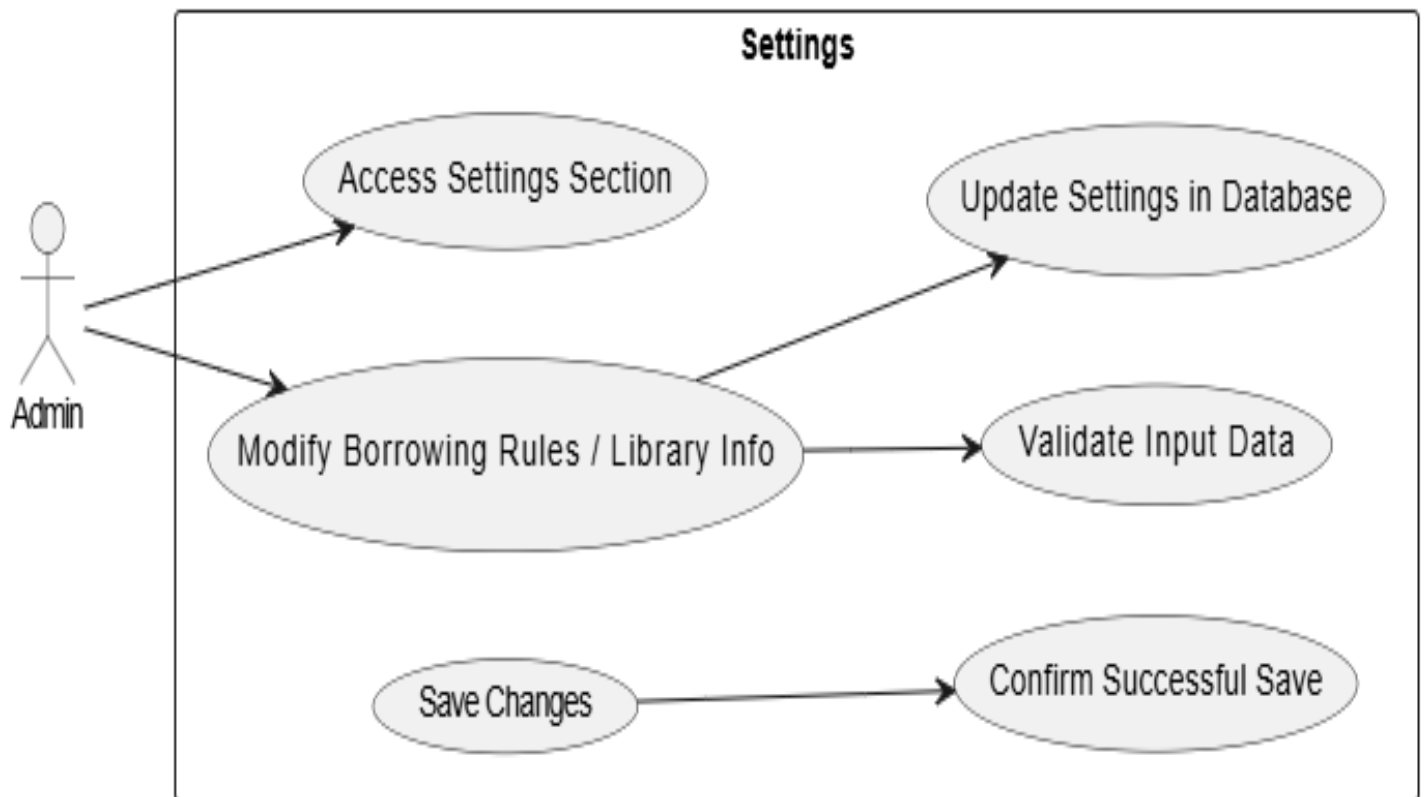 Settings
Access Settings Section
Update Settings in Database
Admin
Modify Borrowing Rules / Library Info
Validate Input Data
Save Changes
Confirm Successful Save